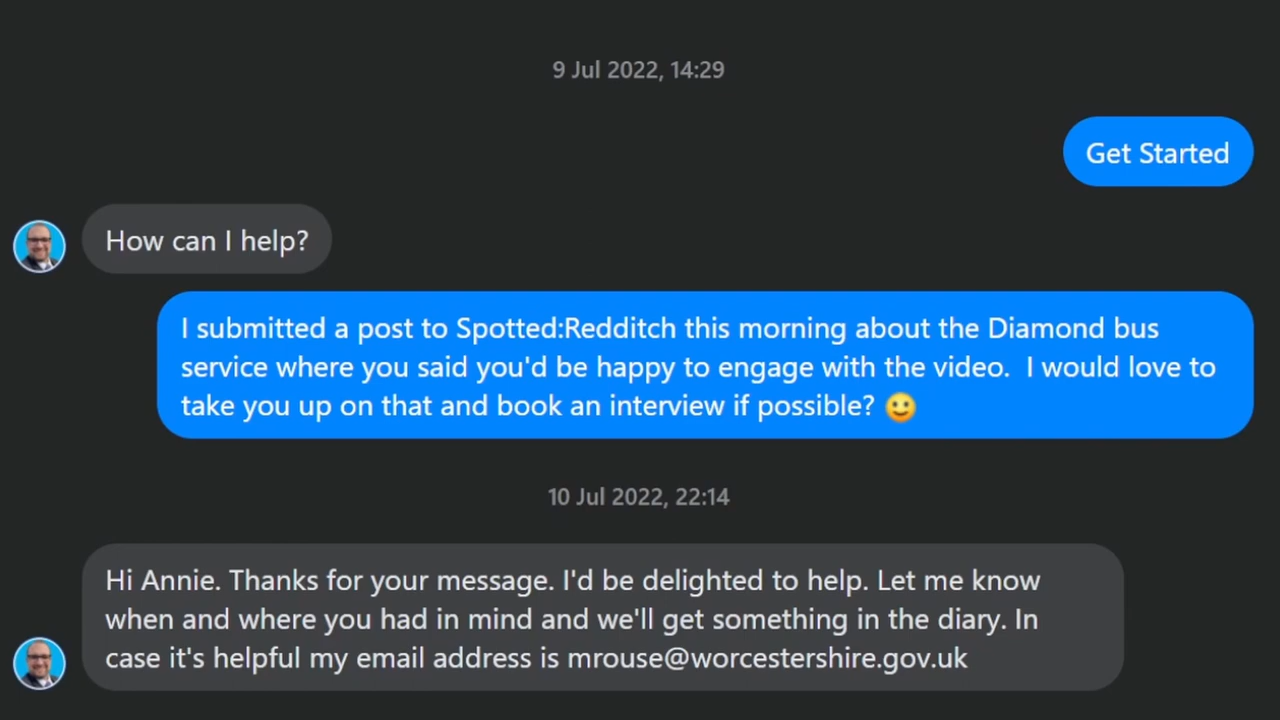 9 Jul 2022, 14:29
Get Started
How can I help?
I submitted a post to Spotted:Redditch this morning about the Diamond bus
service where you said you'd be happy to engage with the video.  I would love to
take you up on that and book an interview if possible? 🙂
10 Jul 2022, 22:14
Hi Annie. Thanks for your message. I'd be delighted to help. Let me know
when and where you had in mind and we'll get something in the diary. In
case it's helpful my email address is mrouse@worcestershire.gov.uk